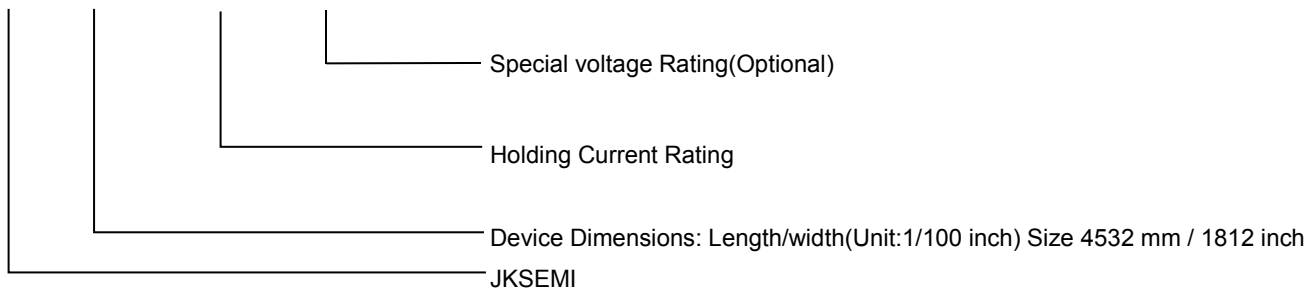 Special voltage Rating(Optional)
Holding Current Rating
Device Dimensions: Length/width(Unit:1/100 inch) Size 4532 mm / 1812 inch
JKSEMI